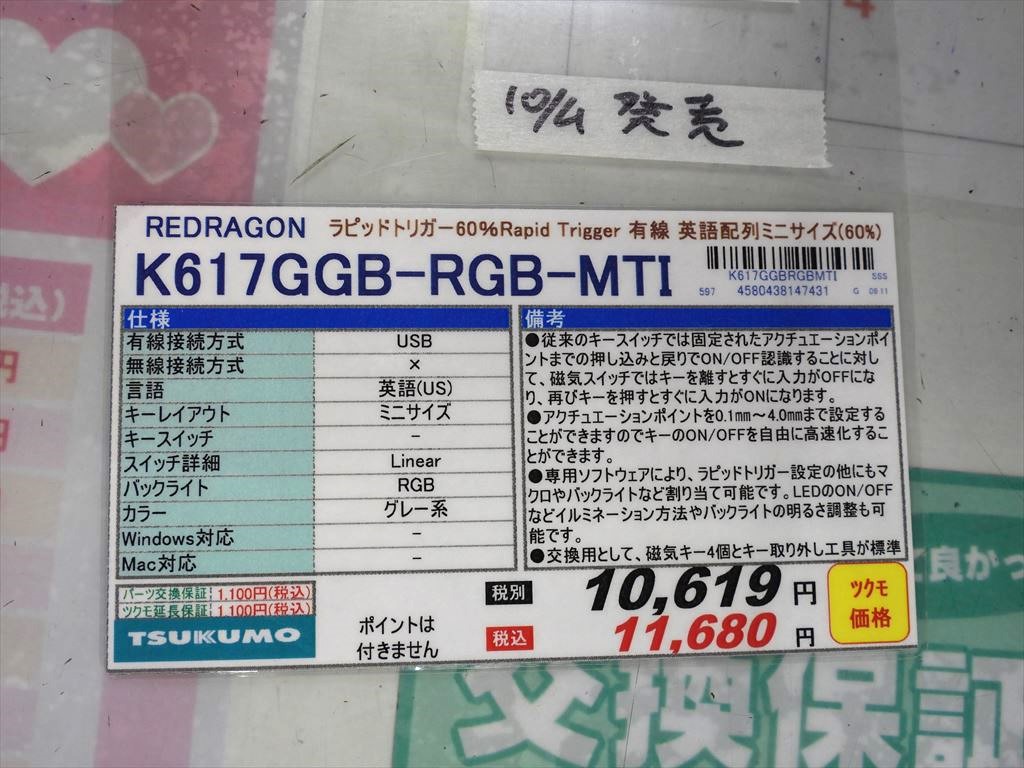 10/4 発売
REDRAGON ラピッドトリガー60%Rapid Trigger 有線 英語配列ミニサイズ(60%)
K617GGB-RGB-MTI
K617GGBRGBMTI SSS
597 4580438147431 G 0811
仕様
有線接続方式 USB
無線接続方式 ×
言語 英語(US)
キーレイアウト ミニサイズ
キースイッチ -
スイッチ詳細 Linear
バックライト RGB
カラー グレー系
Windows対応 -
Mac対応 -
備考
●従来のキースイッチでは固定されたアクチュエーションポイ
ントまでの押し込みと戻りでON/OFF認識することに対し
て、磁気スイッチではキーを離すとすぐに入力がOFFにな
り、再びキーを押すとすぐに入力がONになります。
●アクチュエーションポイントを0.1mm～4.0mmまで設定する
ことができますのでキーのON/OFFを自由に高速化するこ
とができます。
●専用ソフトウェアにより、ラピッドトリガー設定の他にもマ
クロやバックライトなど割り当て可能です。LEDのON/OFF
などイルミネーション方法やバックライトの明るさ調整も可
能です。
●交換用として、磁気キー4個とキー取り外し工具が標準
パーツ交換保証 1,100円(税込)
ツクモ延長保証 1,100円(税込)
TSUKUMO
ポイントは
付きません
税別 10,619 円
税込 11,680 円
ツクモ
価格
税込)
円
円
と良かっ
交換保証